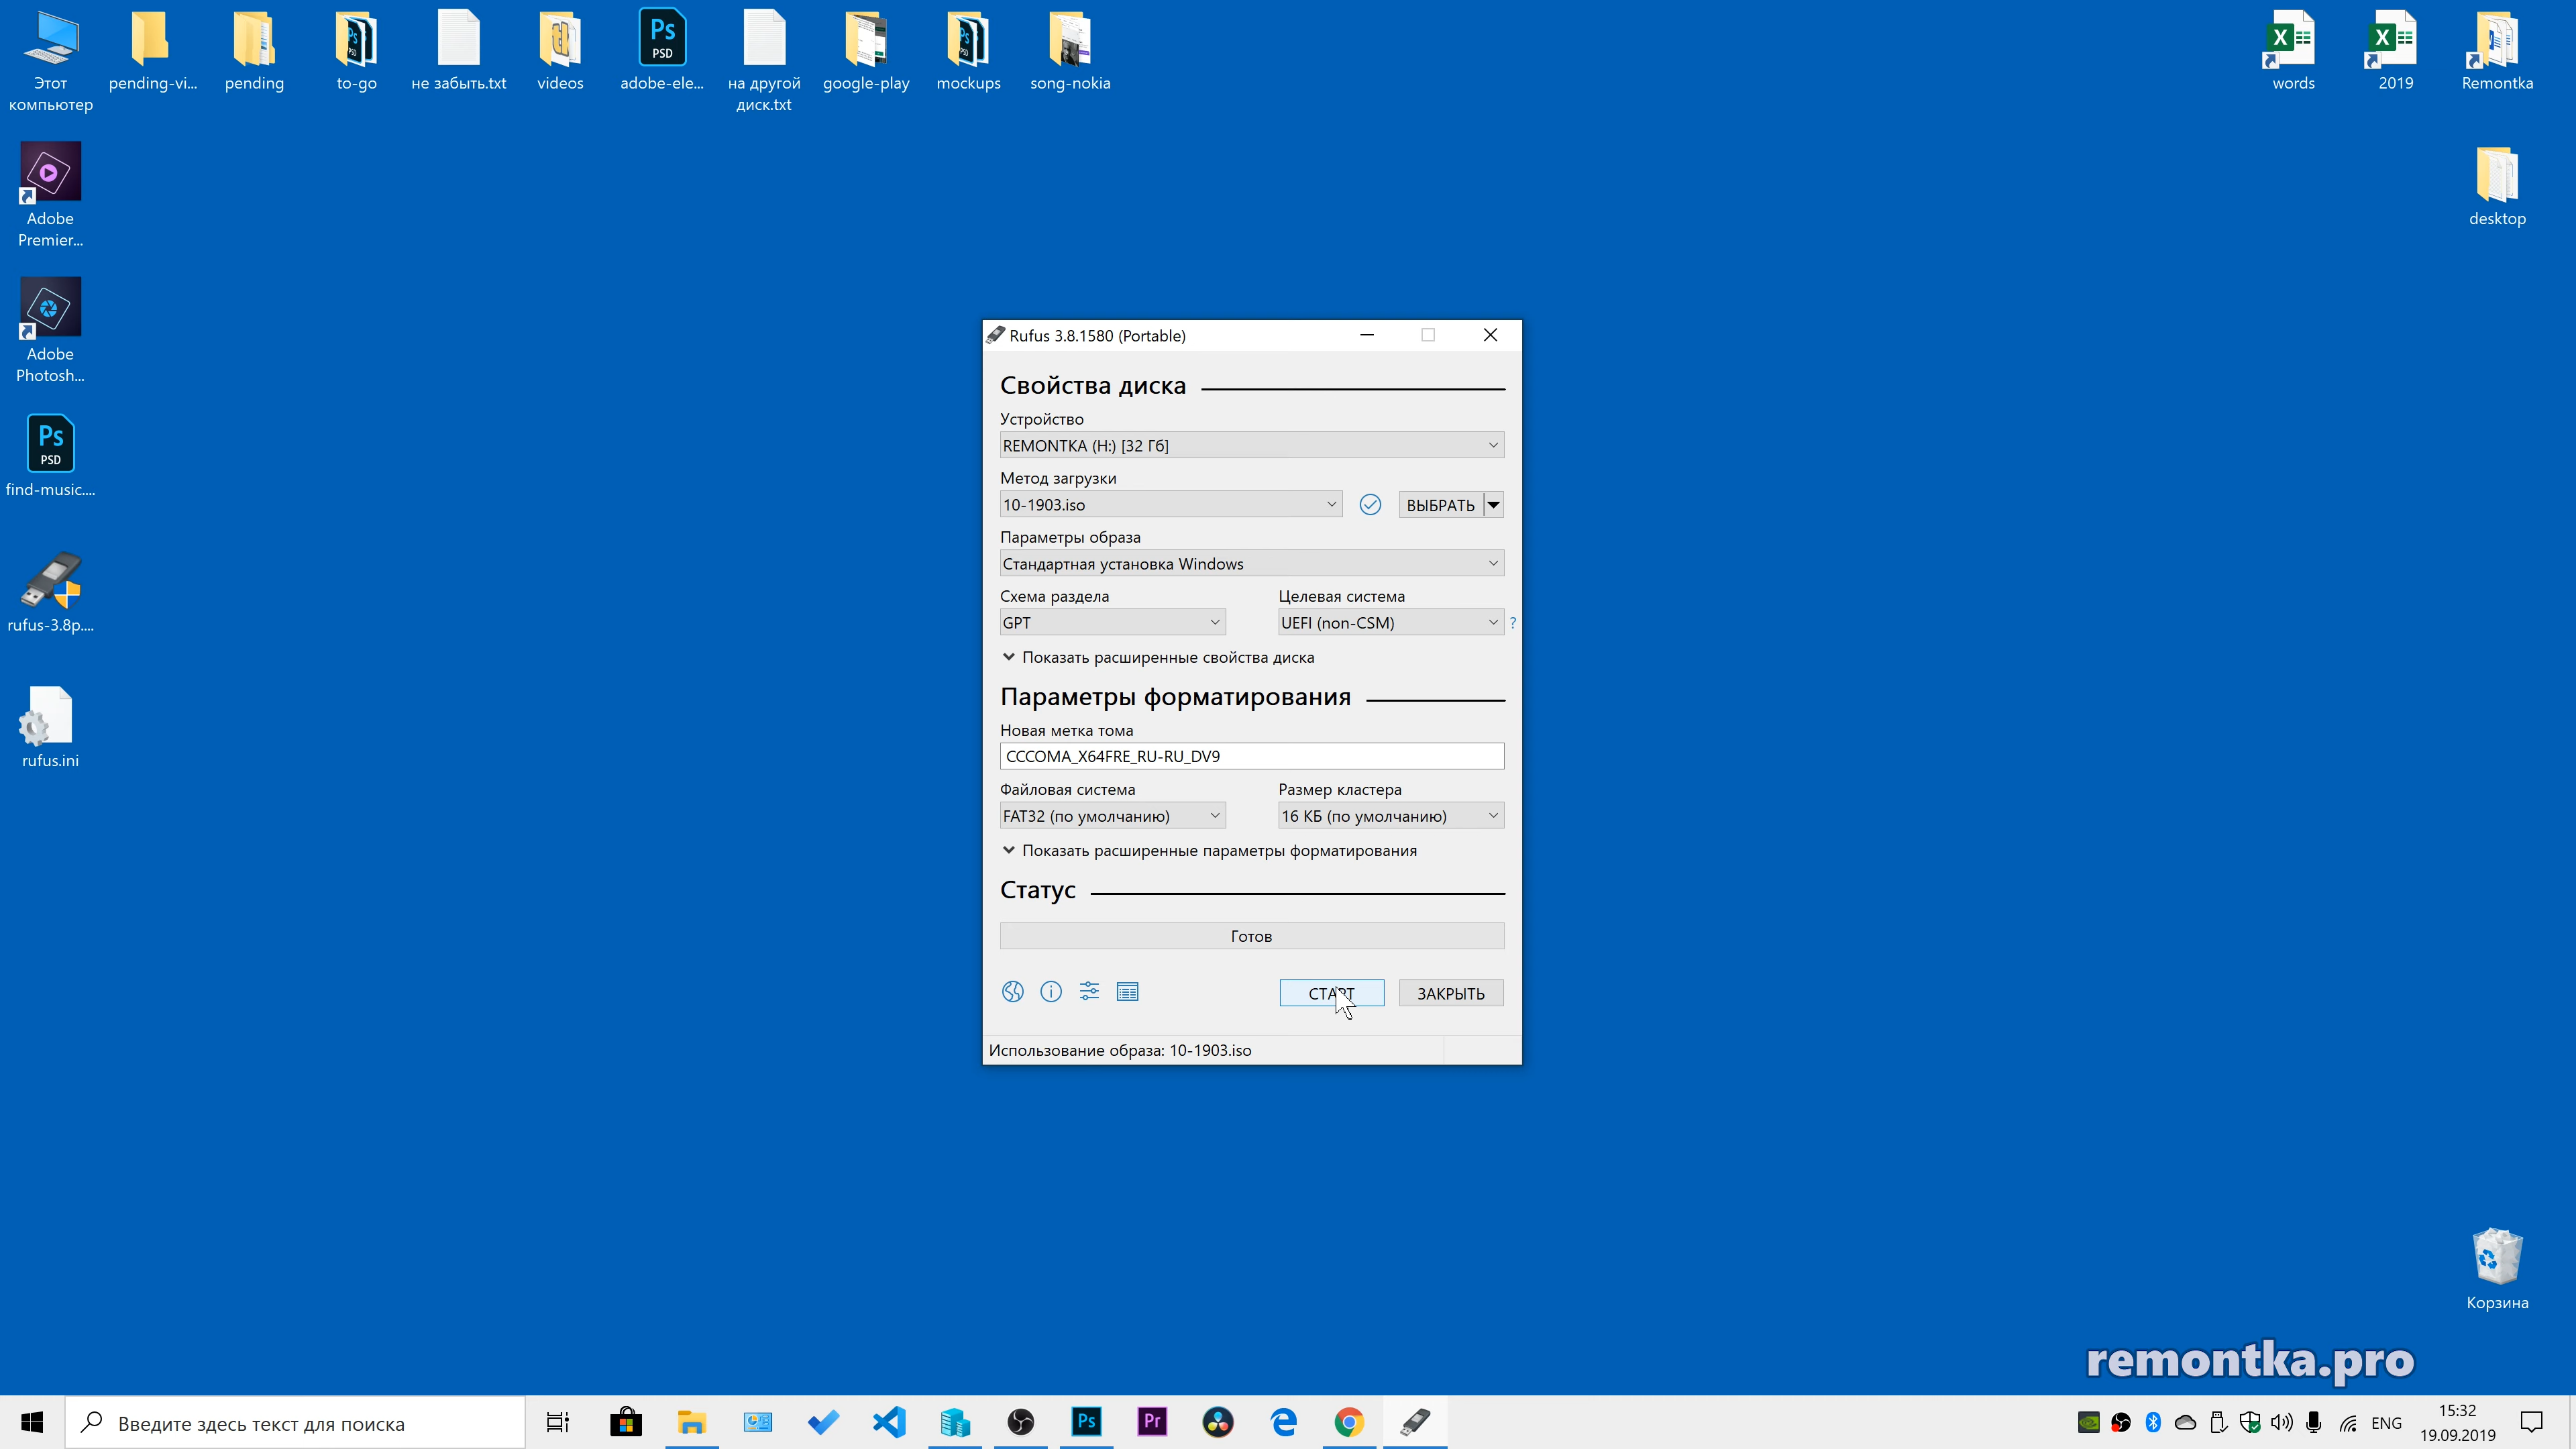 Этот
компьютер
pending-vi...
pending
to-go
не забыть.txt
videos
Ps
PSD
adobe-ele...
на другой
диск.txt
google-play
mockups
song-nokia
words
2019
Remontka
Adobe
Premier...
desktop
Adobe
Photosh...
Ps
PSD
find-music....
rufus-3.8p....
rufus.ini
Rufus 3.8.1580 (Portable)
Свойства диска
Устройство
REMONTKA (H:) [32 Гб]
Метод загрузки
10-1903.iso
ВЫБРАТЬ
Параметры образа
Стандартная установка Windows
Схема раздела
Целевая система
GPT
UEFI (non-CSM)
?
Показать расширенные свойства диска
Параметры форматирования
Новая метка тома
CCCOMA_X64FRE_RU-RU_DV9
Файловая система
Размер кластера
FAT32 (по умолчанию)
16 КБ (по умолчанию)
Показать расширенные параметры форматирования
Статус
Готов
СТАРТ
ЗАКРЫТЬ
Использование образа: 10-1903.iso
Корзина
remontka.pro
Введите здесь текст для поиска
Ps
Pr
ENG
15:32
19.09.2019